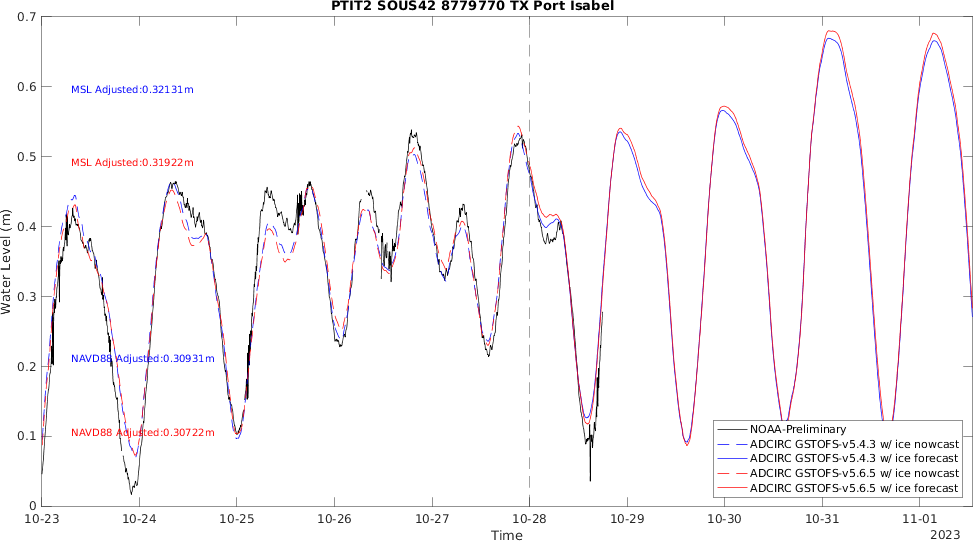 PTIT2 SOUS42 8779770 TX Port Isabel
Water Level (m)
0.7
0.6
0.5
0.4
0.3
0.2
0.1
0
MSL Adjusted:0.32131m
MSL Adjusted:0.31922m
NAVD88 Adjusted:0.30931m
NAVD88 Adjusted:0.30722m
NOAA-Preliminary
ADCIRC GSTOFS-v5.4.3 w/ ice nowcast
ADCIRC GSTOFS-v5.4.3 w/ ice forecast
ADCIRC GSTOFS-v5.6.5 w/ ice nowcast
ADCIRC GSTOFS-v5.6.5 w/ ice forecast
10-23 10-24 10-25 10-26 10-27 10-28 10-29 10-30 10-31 11-01
Time
2023